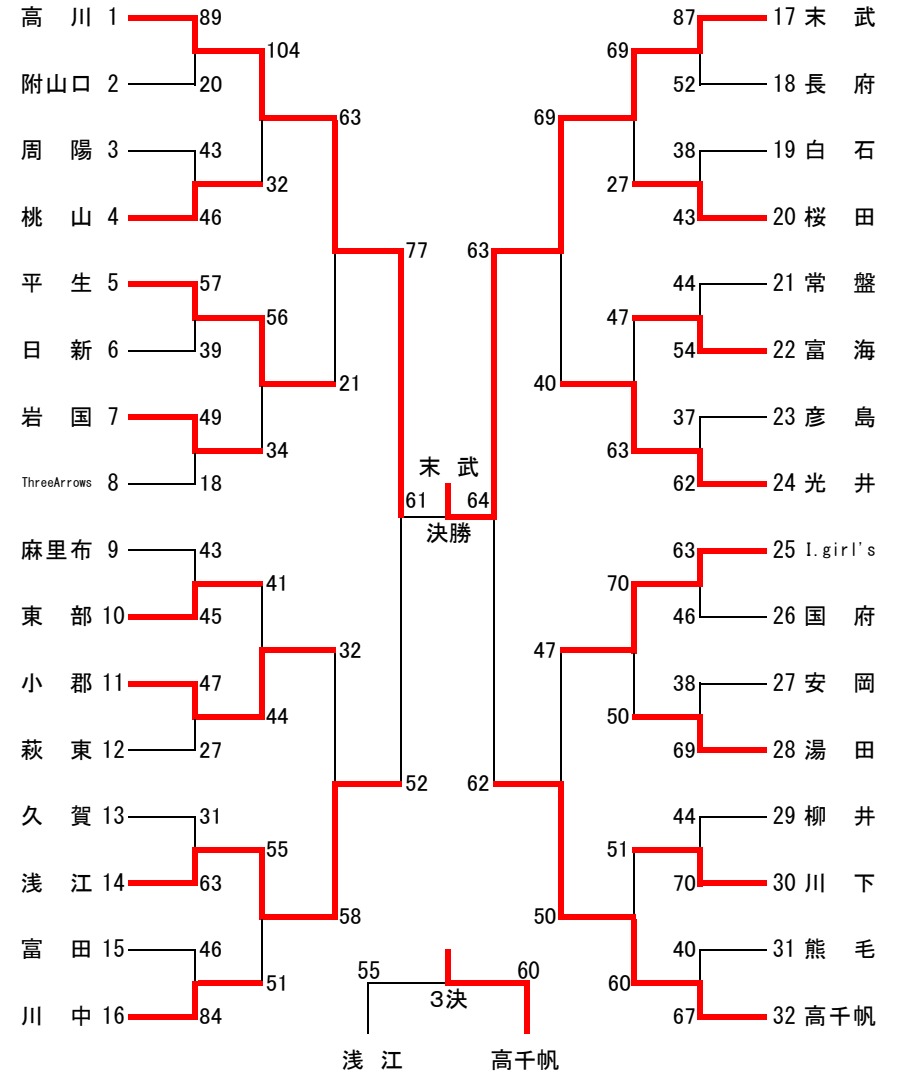 高川 1 89 87 17 末武
104 69
附山口 2 20 52 18 長府
63 69
周陽 3 43 38 19 白石
32 27
桃山 4 46 43 20 桜田
77 63
平生 5 57 44 21 常盤
56 47
日新 6 39 54 22 富海
21 40
岩国 7 49 37 23 彦島
34 63
末武
ThreeArrows 8 18 62 24 光井
61 64
決勝
麻里布 9 43 63 25 I.girl's
41 70
東部 10 45 46 26 国府
32 47
小郡 11 47 38 27 安岡
44 50
萩東 12 27 69 28 湯田
52 62
久賀 13 31 44 29 柳井
55 51
浅江 14 63 70 30 川下
58 50
富田 15 46 40 31 熊毛
55 60
51 60
3決
川中 16 84 67 32 高千帆
浅江 高千帆